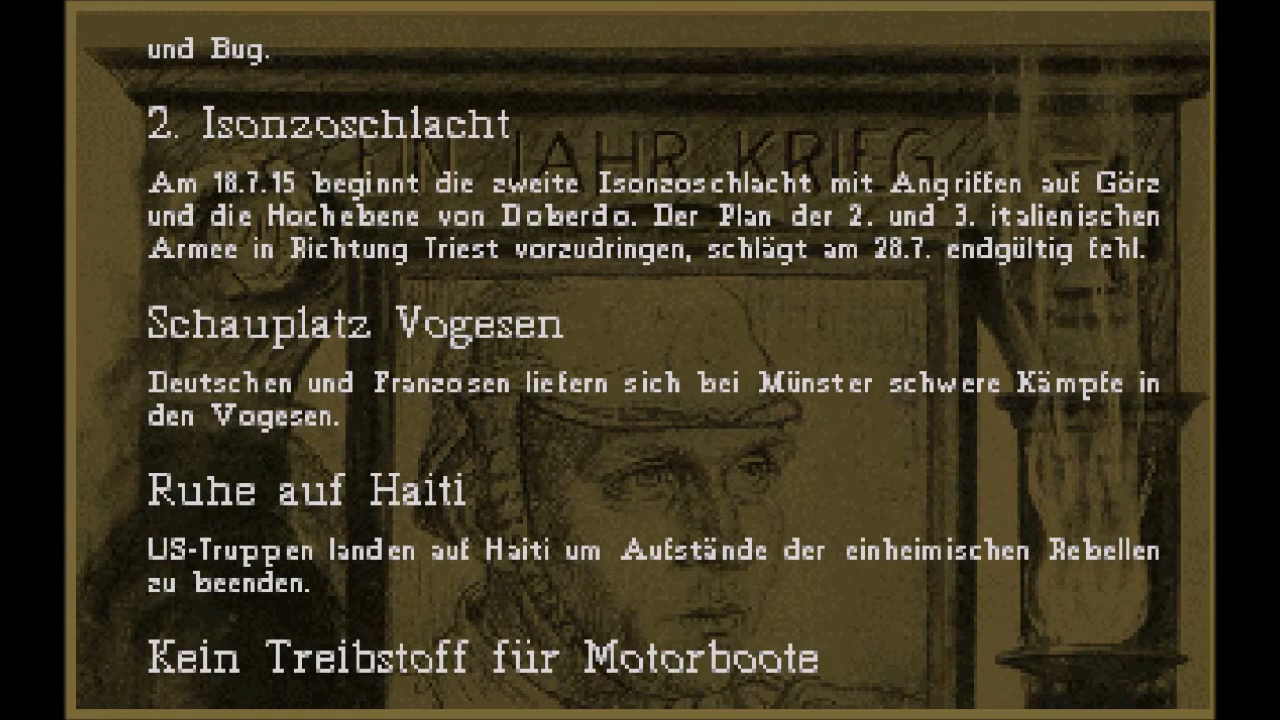 und Bug.
2. Isonzoschlacht
EIN JAHR KRIEG
Am 18.7.15 beginnt die zweite Isonzoschlacht mit Angriffen auf Görz
und die Hochebene von Doberdo. Der Plan der 2. und 3. italienischen
Armee in Richtung Triest vorzudringen, schlägt am 28.7. endgültig fehl.
Schauplatz Vogesen
Deutschen und Franzosen liefern sich bei Münster schwere Kämpfe in
den Vogesen.
Ruhe auf Haiti
US-Truppen landen auf Haiti um Aufstände der einheimischen Rebellen
zu beenden.
Kein Treibstoff für Motorboote